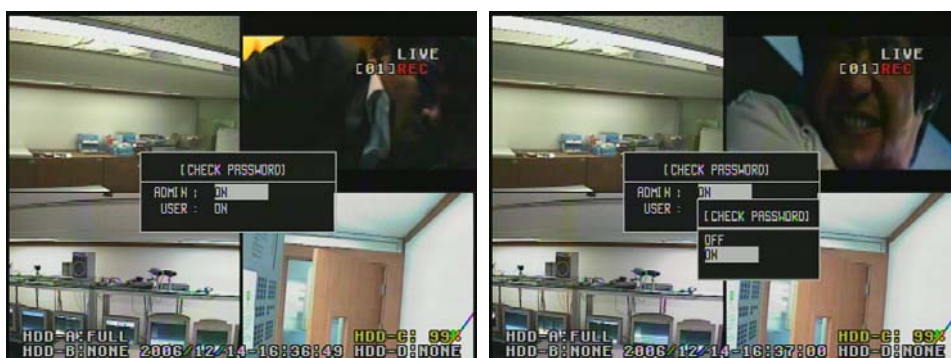 LIVE
[01]REC
[CHECK PASSWORD]
ADMIN : ON
USER : ON
HDD-A:FULL HDD-C: 99%
HDD-B:NONE 2006/12/14-16:36:49 HDD-D:NONE
LIVE
[01]REC
[CHECK PASSWORD]
ADMIN : ON
USER :
[CHECK PASSWORD]
OFF
ON
HDD-A:FULL HDD-C: 99%
HDD-B:NONE 2006/12/14-16:37:00 HDD-D:NONE